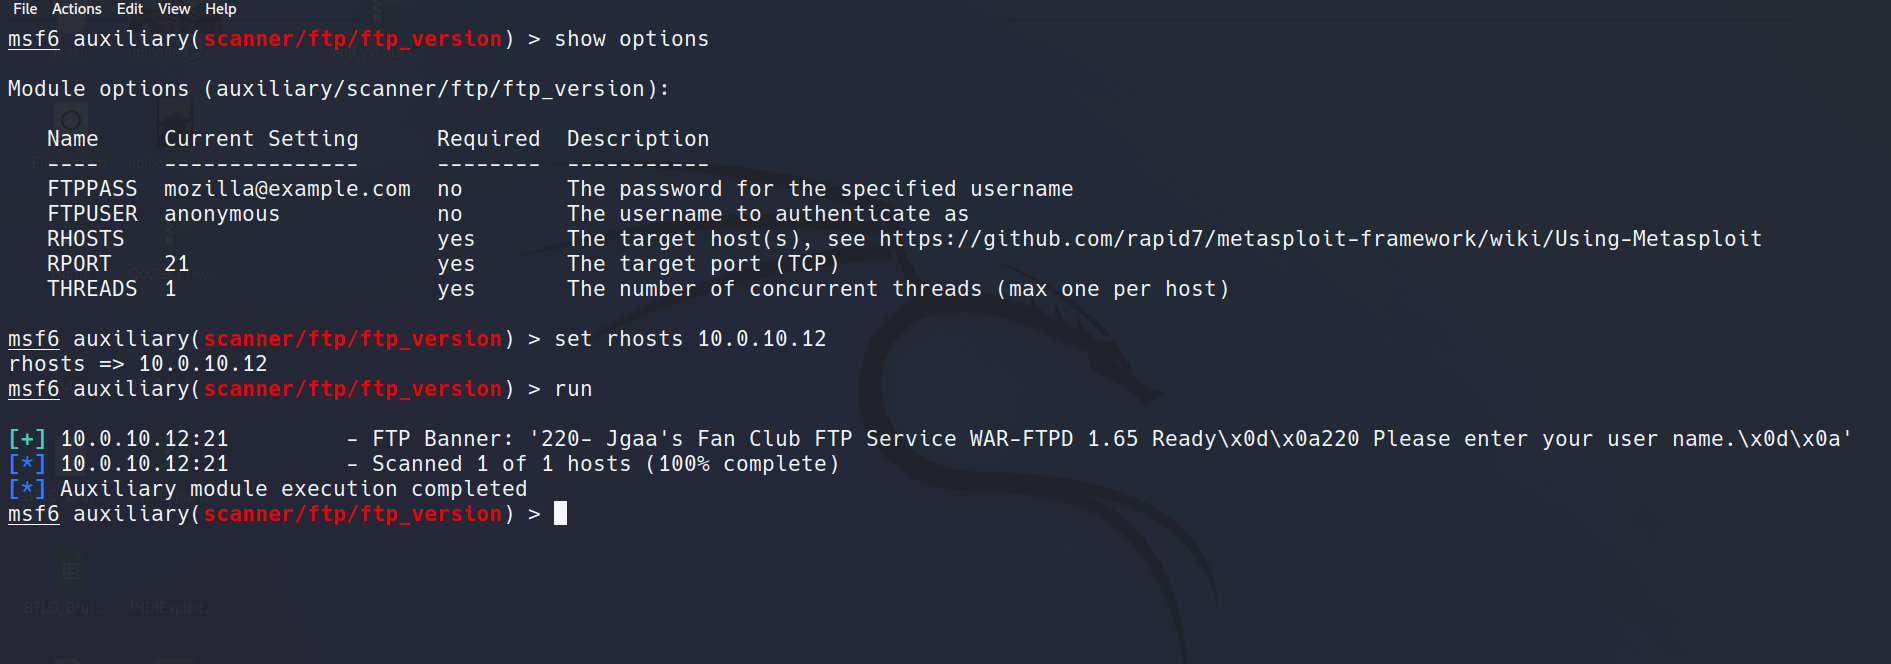 File Actions Edit View Help
msf6 auxiliary(scanner/ftp/ftp_version) > show options
Module options (auxiliary/scanner/ftp/ftp_version):
Name Current Setting Required Description
---- --------------- -------- -----------
FTPPASS mozilla@example.com no The password for the specified username
FTPUSER anonymous no The username to authenticate as
RHOSTS yes The target host(s), see https://github.com/rapid7/metasploit-framework/wiki/Using-Metasploit
RPORT 21 yes The target port (TCP)
THREADS 1 yes The number of concurrent threads (max one per host)
msf6 auxiliary(scanner/ftp/ftp_version) > set rhosts 10.0.10.12
rhosts => 10.0.10.12
msf6 auxiliary(scanner/ftp/ftp_version) > run
[+] 10.0.10.12:21 - FTP Banner: '220- Jgaa's Fan Club FTP Service WAR-FTPD 1.65 Ready\x0d\x0a220 Please enter your user name.\x0d\x0a'
[*] 10.0.10.12:21 - Scanned 1 of 1 hosts (100% complete)
[*] Auxiliary module execution completed
msf6 auxiliary(scanner/ftp/ftp_version) >
BTLO_Brut... JNDIExploit...